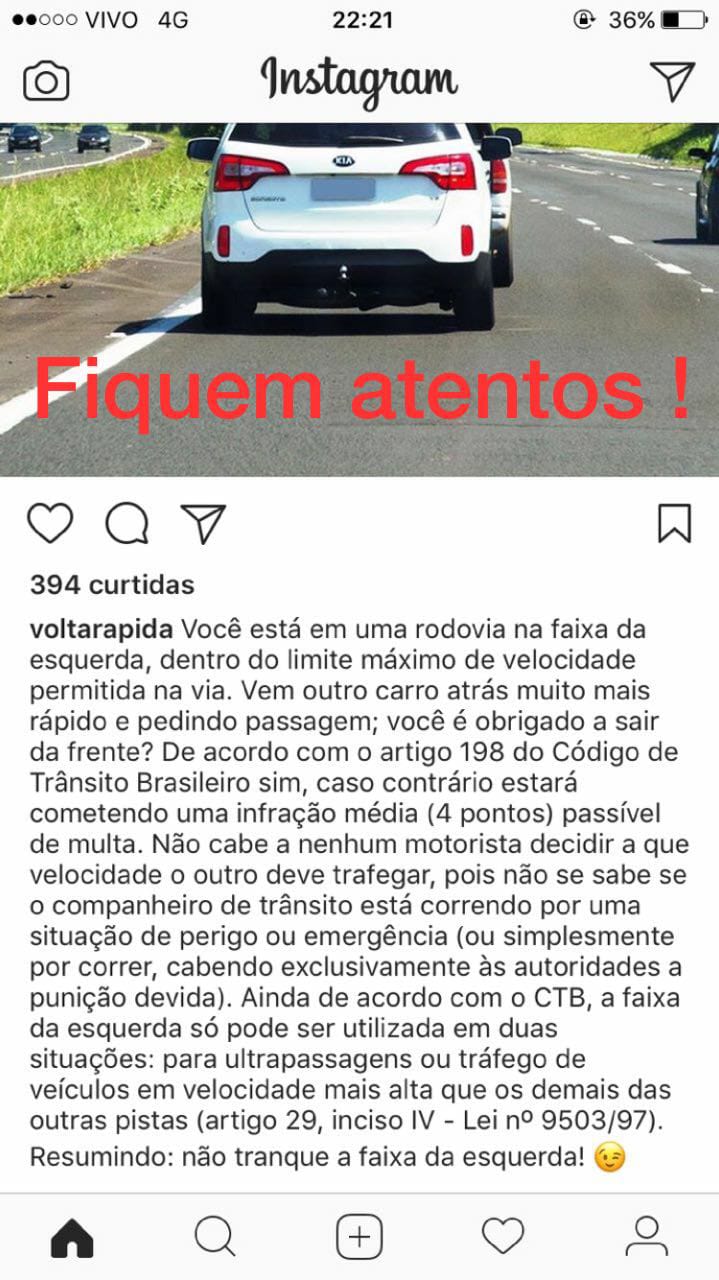 VIVO 4G 22:21 36%
Instagram
KIA
SORENTO
Fiquem atentos !
394 curtidas
voltarapida Você está em uma rodovia na faixa da
esquerda, dentro do limite máximo de velocidade
permitida na via. Vem outro carro atrás muito mais
rápido e pedindo passagem; você é obrigado a sair
da frente? De acordo com o artigo 198 do Código de
Trânsito Brasileiro sim, caso contrário estará
cometendo uma infração média (4 pontos) passível
de multa. Não cabe a nenhum motorista decidir a que
velocidade o outro deve trafegar, pois não se sabe se
o companheiro de trânsito está correndo por uma
situação de perigo ou emergência (ou simplesmente
por correr, cabendo exclusivamente às autoridades a
punição devida). Ainda de acordo com o CTB, a faixa
da esquerda só pode ser utilizada em duas
situações: para ultrapassagens ou tráfego de
veículos em velocidade mais alta que os demais das
outras pistas (artigo 29, inciso IV - Lei nº 9503/97).
Resumindo: não tranque a faixa da esquerda! 😉